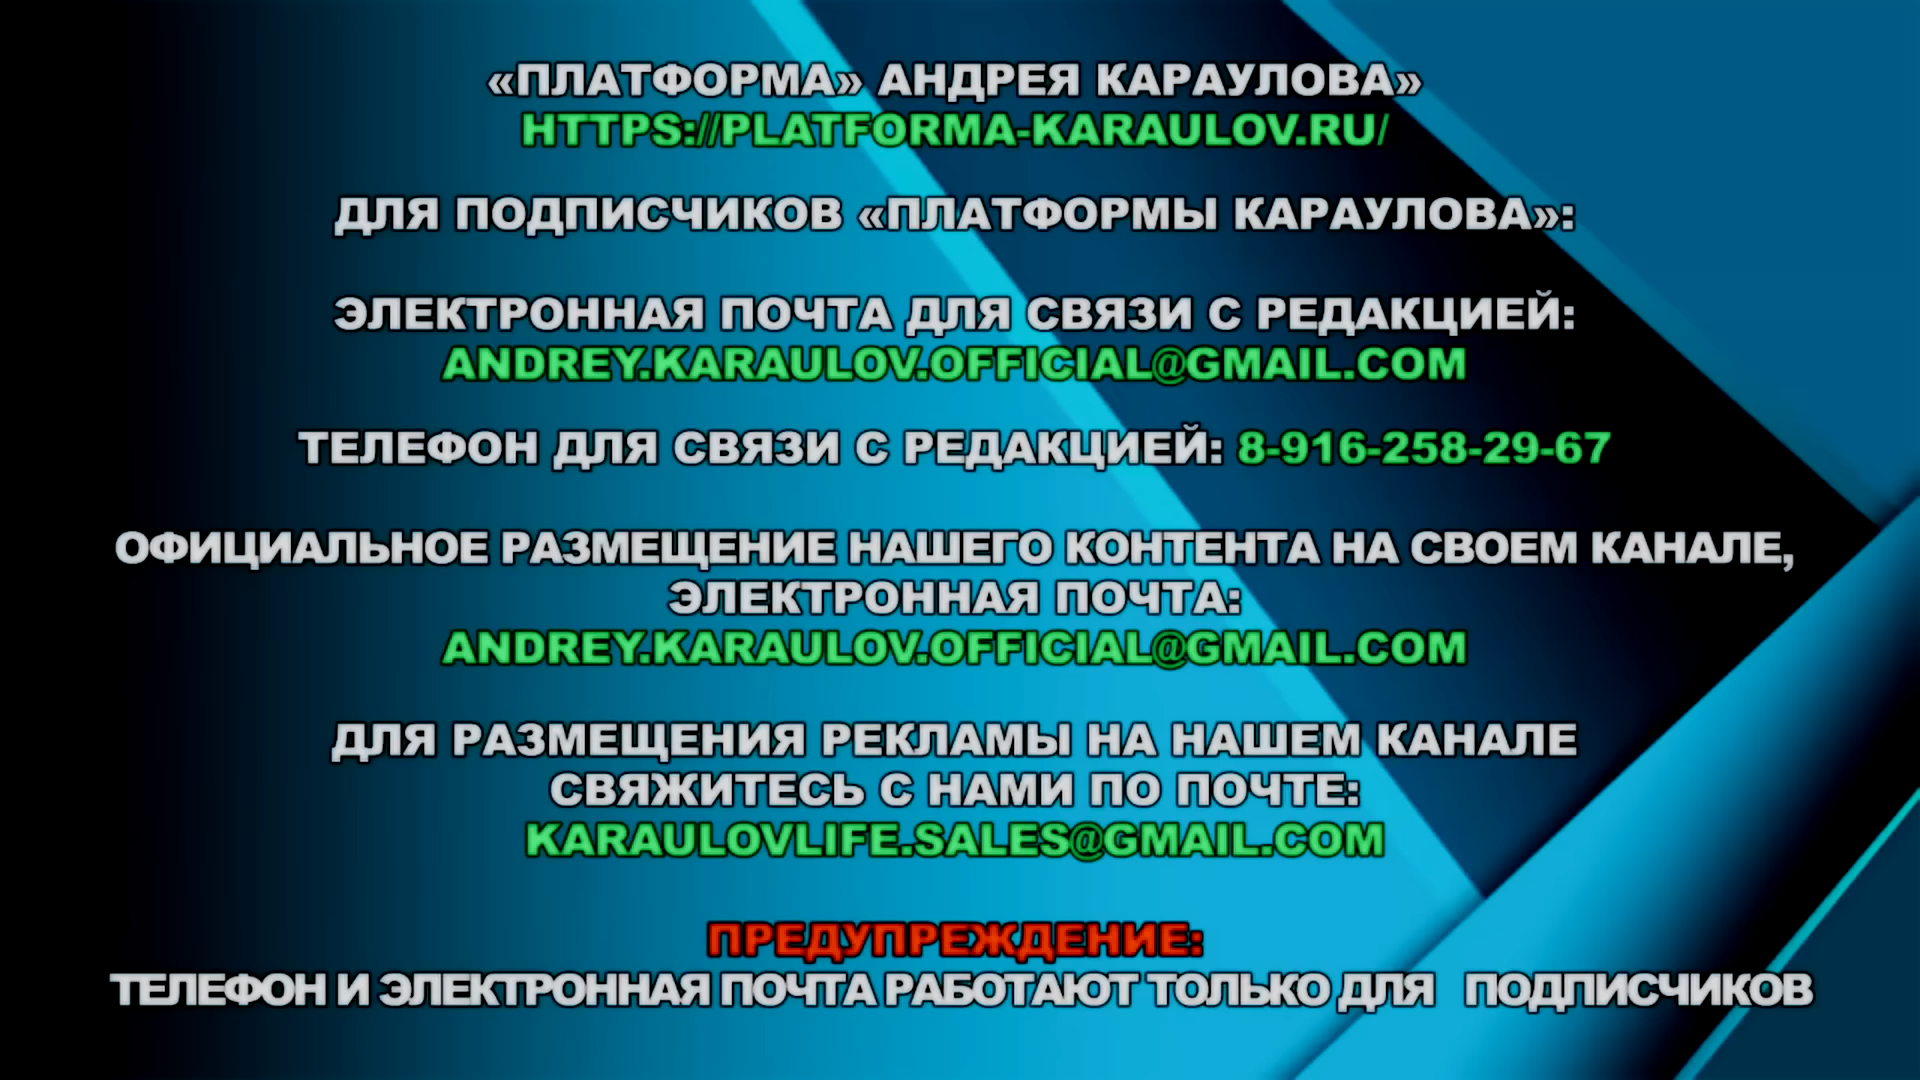 «ПЛАТФОРМА» АНДРЕЯ КАРАУЛОВА»
HTTPS://PLATFORMA-KARAULOV.RU/
ДЛЯ ПОДПИСЧИКОВ «ПЛАТФОРМЫ КАРАУЛОВА»:
ЭЛЕКТРОННАЯ ПОЧТА ДЛЯ СВЯЗИ С РЕДАКЦИЕЙ:
ANDREY.KARAULOV.OFFICIAL@GMAIL.COM
ТЕЛЕФОН ДЛЯ СВЯЗИ С РЕДАКЦИЕЙ: 8-916-258-29-67
ОФИЦИАЛЬНОЕ РАЗМЕЩЕНИЕ НАШЕГО КОНТЕНТА НА СВОЕМ КАНАЛЕ,
ЭЛЕКТРОННАЯ ПОЧТА:
ANDREY.KARAULOV.OFFICIAL@GMAIL.COM
ДЛЯ РАЗМЕЩЕНИЯ РЕКЛАМЫ НА НАШЕМ КАНАЛЕ
СВЯЖИТЕСЬ С НАМИ ПО ПОЧТЕ:
KARAULOVLIFE.SALES@GMAIL.COM
ПРЕДУПРЕЖДЕНИЕ:
ТЕЛЕФОН И ЭЛЕКТРОННАЯ ПОЧТА РАБОТАЮТ ТОЛЬКО ДЛЯ ПОДПИСЧИКОВ